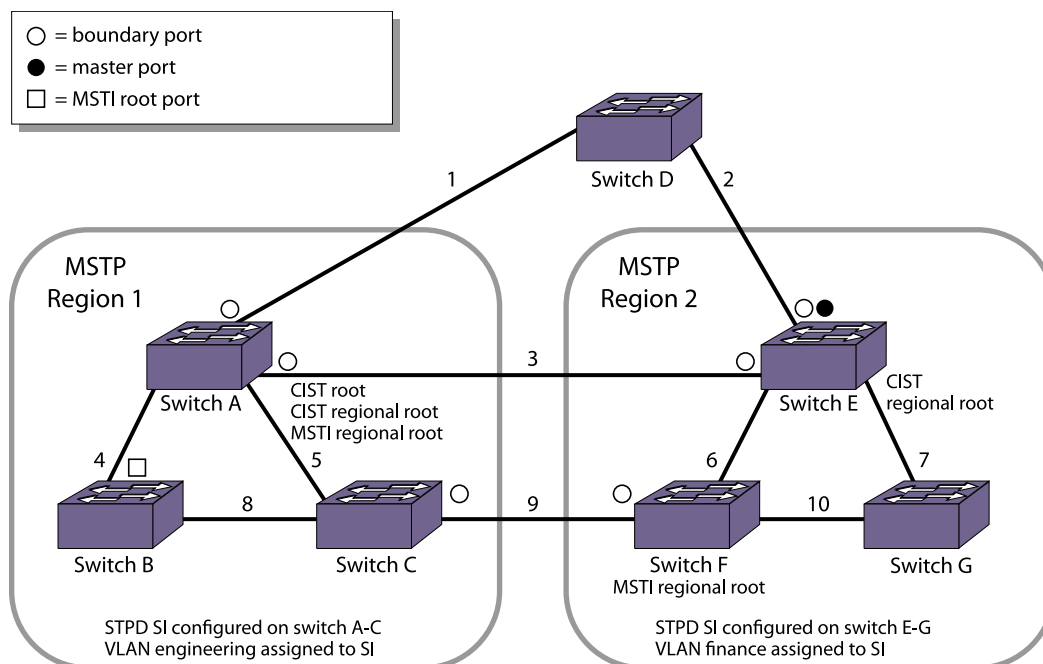 = boundary port
= master port
= MSTI root port
Switch D
1
2
MSTP
Region 1
MSTP
Region 2
3
Switch A
CIST root
CIST regional root
MSTI regional root
Switch E
CIST
regional root
4
5
6
7
8
9
10
Switch B
Switch C
Switch F
MSTI regional root
Switch G
STPD SI configured on switch A-C
VLAN engineering assigned to SI
STPD SI configured on switch E-G
VLAN finance assigned to SI